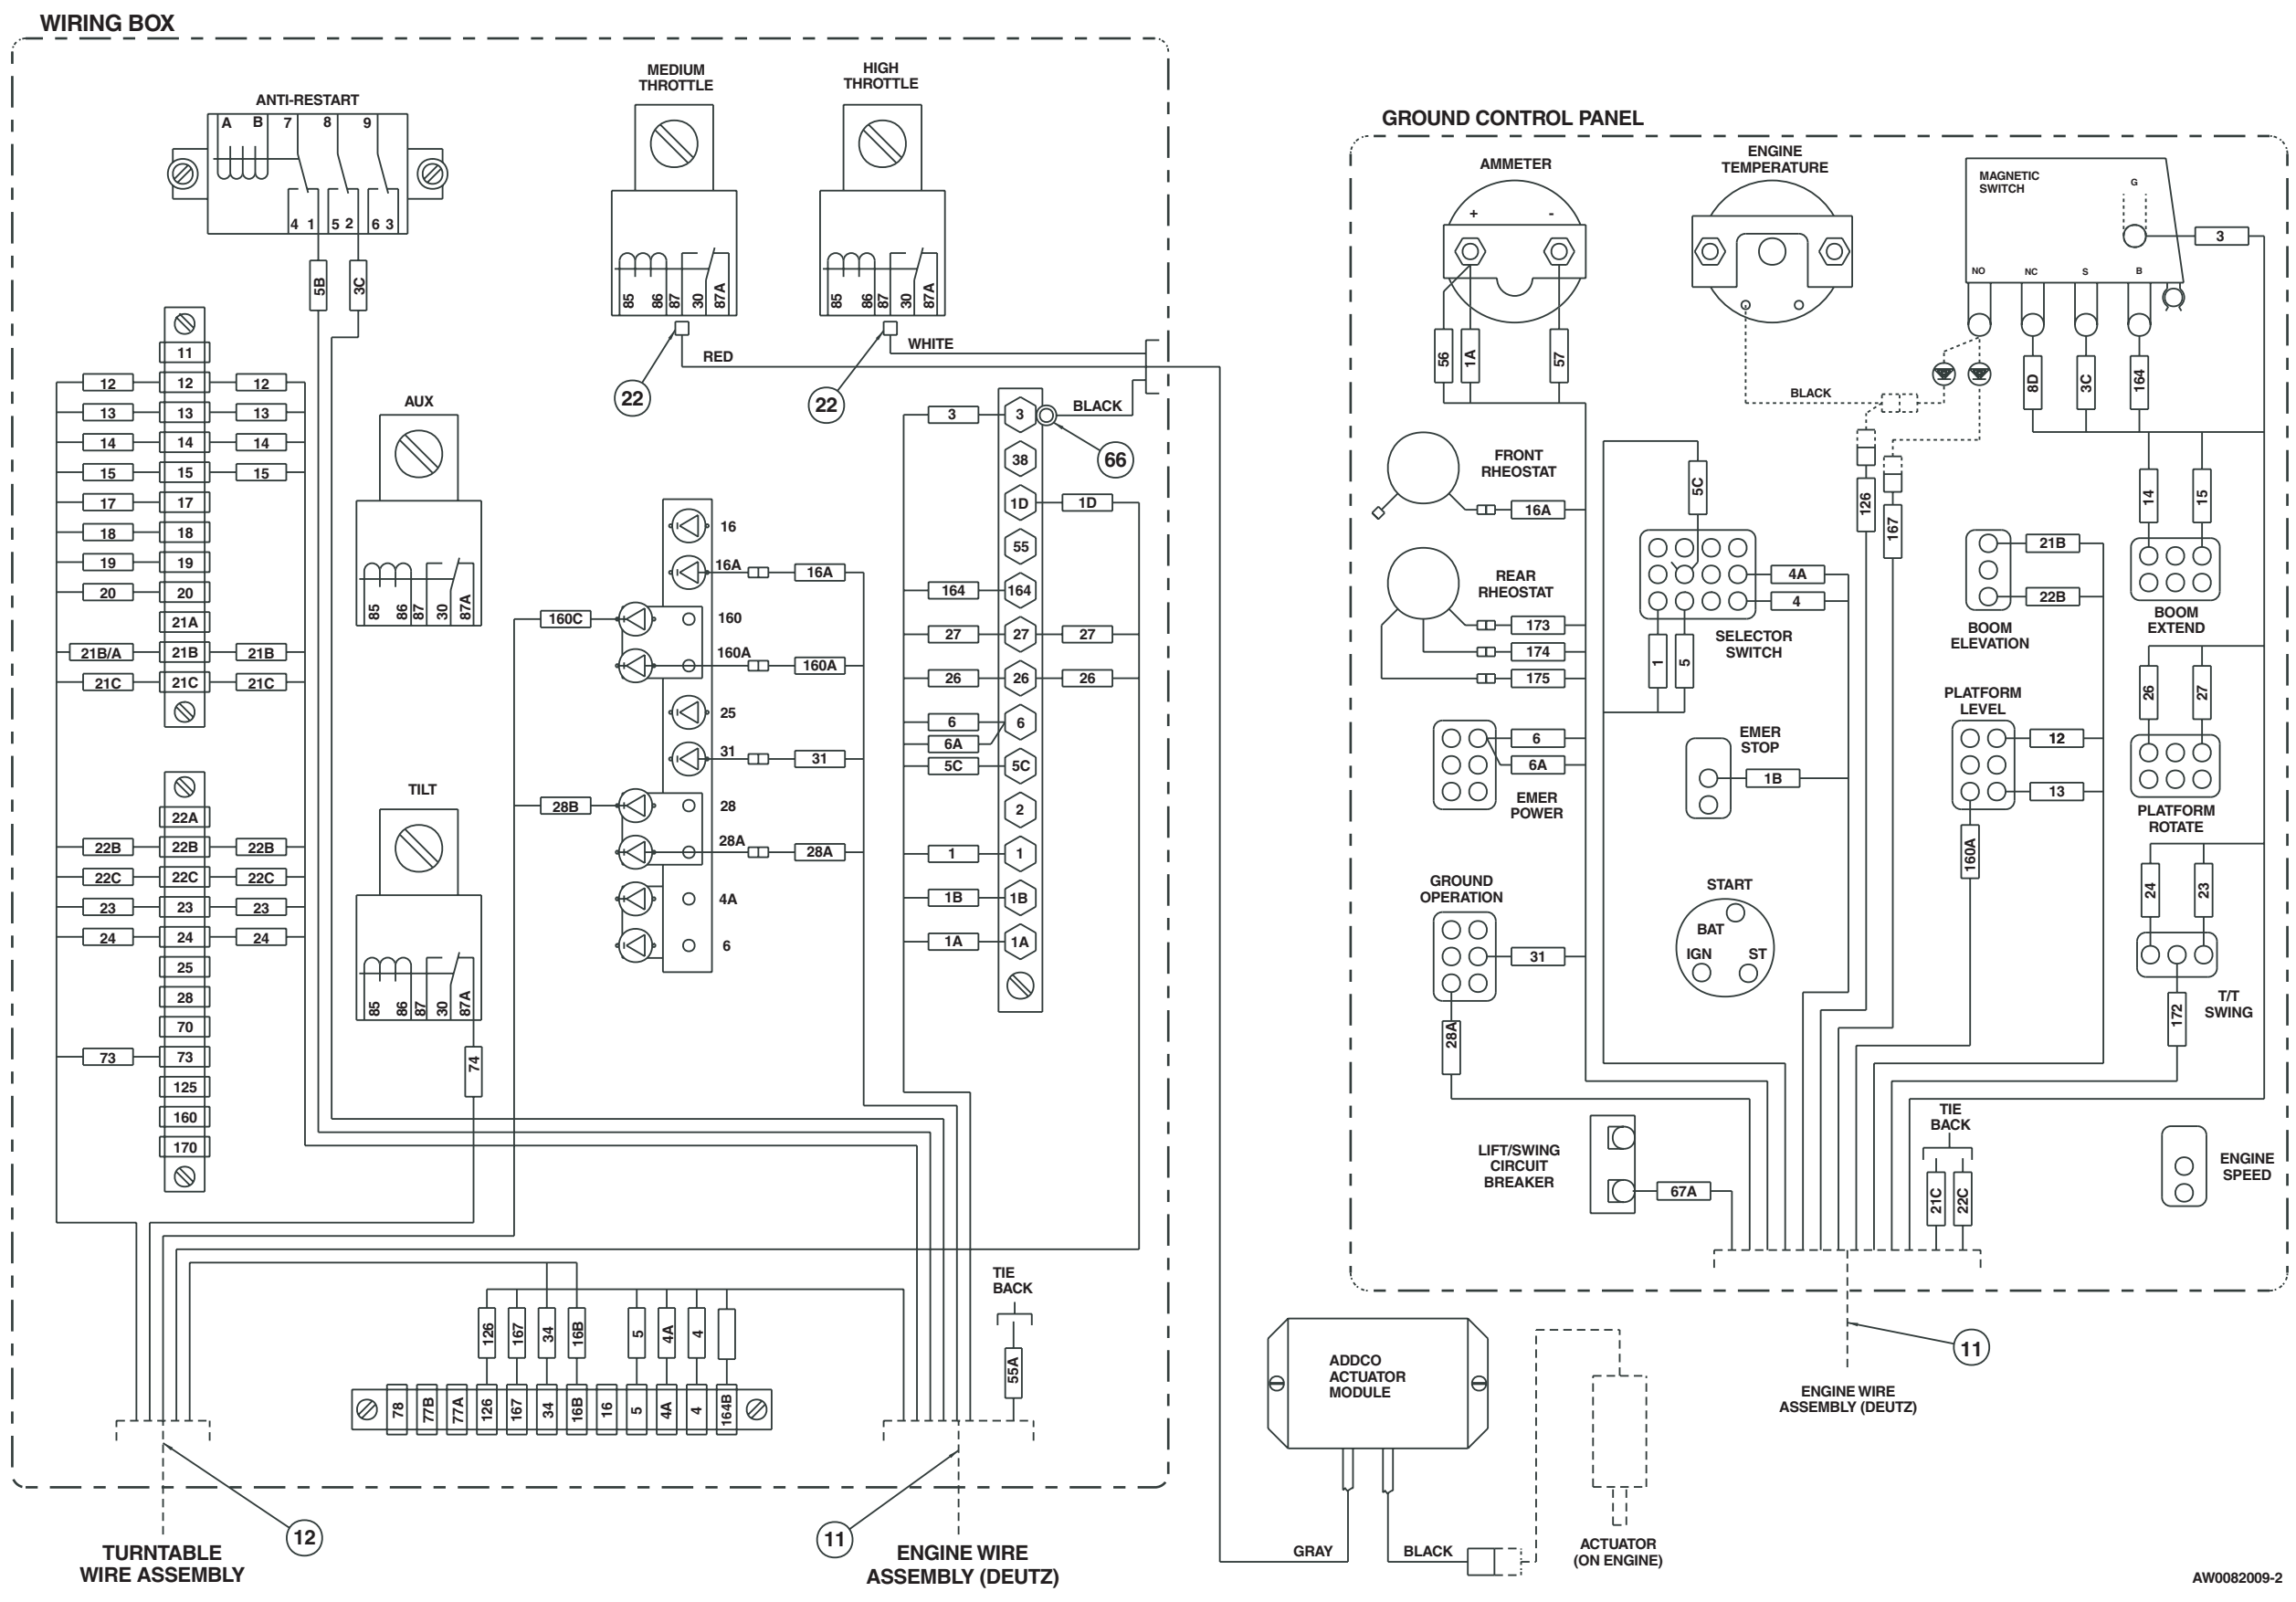 WIRING BOX
ANTI-RESTART
A B 7 8 9
4 1 5 2 6 3
5B
3C
MEDIUM
THROTTLE
85 86 87 30 87A
22
RED
HIGH
THROTTLE
85 86 87 30 87A
22
WHITE
BLACK
66
11
12 12 12
13 13 13
14 14 14
15 15 15
17 17
18 18
19 19
20 20
21A
21B/A 21B 21B
21C 21C 21C
22A
22B 22B 22B
22C 22C 22C
23 23 23
24 24 24
25
28
70
73 73
125
160
170
AUX
85 86 87 30 87A
TILT
85 86 87 30 87A
74
16
16A 16A
160C 160
160A 160A
25
31 31
28B 28
28A 28A
4A
6
3 3
38
1D 1D
55
164 164
27 27 27
26 26 26
6 6
6A
5C 5C
2
1 1
1B 1B
1A 1A
126 167 34 16B 5 4A 4
78 77B 77A 126 167 34 16B 16 5 4A 4 164B
TIE
BACK
55A
12
TURNTABLE
WIRE ASSEMBLY
11
ENGINE WIRE
ASSEMBLY (DEUTZ)
GROUND CONTROL PANEL
AMMETER
+ -
56 1A 57
ENGINE
TEMPERATURE
BLACK
MAGNETIC
SWITCH
G
3
NO NC S B
8D 3C 164
126
167
FRONT
RHEOSTAT
16A
REAR
RHEOSTAT
173
174
175
5C
4A
4
SELECTOR
SWITCH
1 5
6
6A
EMER
POWER
EMER
STOP
1B
GROUND
OPERATION
31
28A
START
BAT
IGN ST
21B
22B
BOOM
ELEVATION
14 15
BOOM
EXTEND
PLATFORM
LEVEL
12
13
160A
26 27
PLATFORM
ROTATE
24 23
T/T
SWING
172
LIFT/SWING
CIRCUIT
BREAKER
67A
TIE
BACK
21C 22C
ENGINE
SPEED
11
ENGINE WIRE
ASSEMBLY (DEUTZ)
ADDCO
ACTUATOR
MODULE
GRAY
BLACK
ACTUATOR
(ON ENGINE)
AW0082009-2